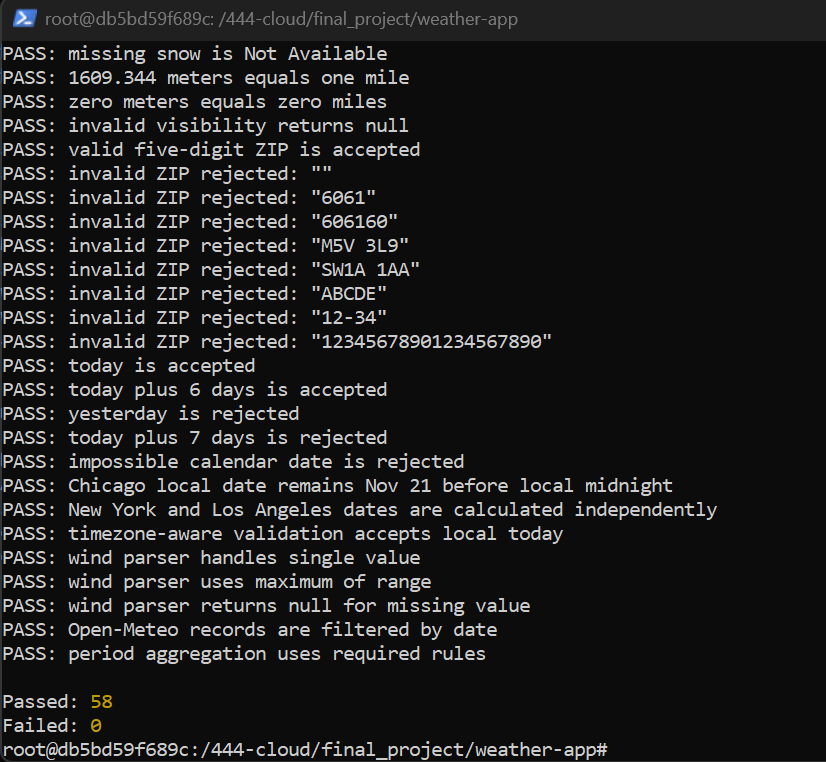 root@db5bd59f689c: /444-cloud/final_project/weather-app
PASS: missing snow is Not Available
PASS: 1609.344 meters equals one mile
PASS: zero meters equals zero miles
PASS: invalid visibility returns null
PASS: valid five-digit ZIP is accepted
PASS: invalid ZIP rejected: ""
PASS: invalid ZIP rejected: "6061"
PASS: invalid ZIP rejected: "606160"
PASS: invalid ZIP rejected: "M5V 3L9"
PASS: invalid ZIP rejected: "SW1A 1AA"
PASS: invalid ZIP rejected: "ABCDE"
PASS: invalid ZIP rejected: "12-34"
PASS: invalid ZIP rejected: "12345678901234567890"
PASS: today is accepted
PASS: today plus 6 days is accepted
PASS: yesterday is rejected
PASS: today plus 7 days is rejected
PASS: impossible calendar date is rejected
PASS: Chicago local date remains Nov 21 before local midnight
PASS: New York and Los Angeles dates are calculated independently
PASS: timezone-aware validation accepts local today
PASS: wind parser handles single value
PASS: wind parser uses maximum of range
PASS: wind parser returns null for missing value
PASS: Open-Meteo records are filtered by date
PASS: period aggregation uses required rules
Passed: 58
Failed: 0
root@db5bd59f689c:/444-cloud/final_project/weather-app#